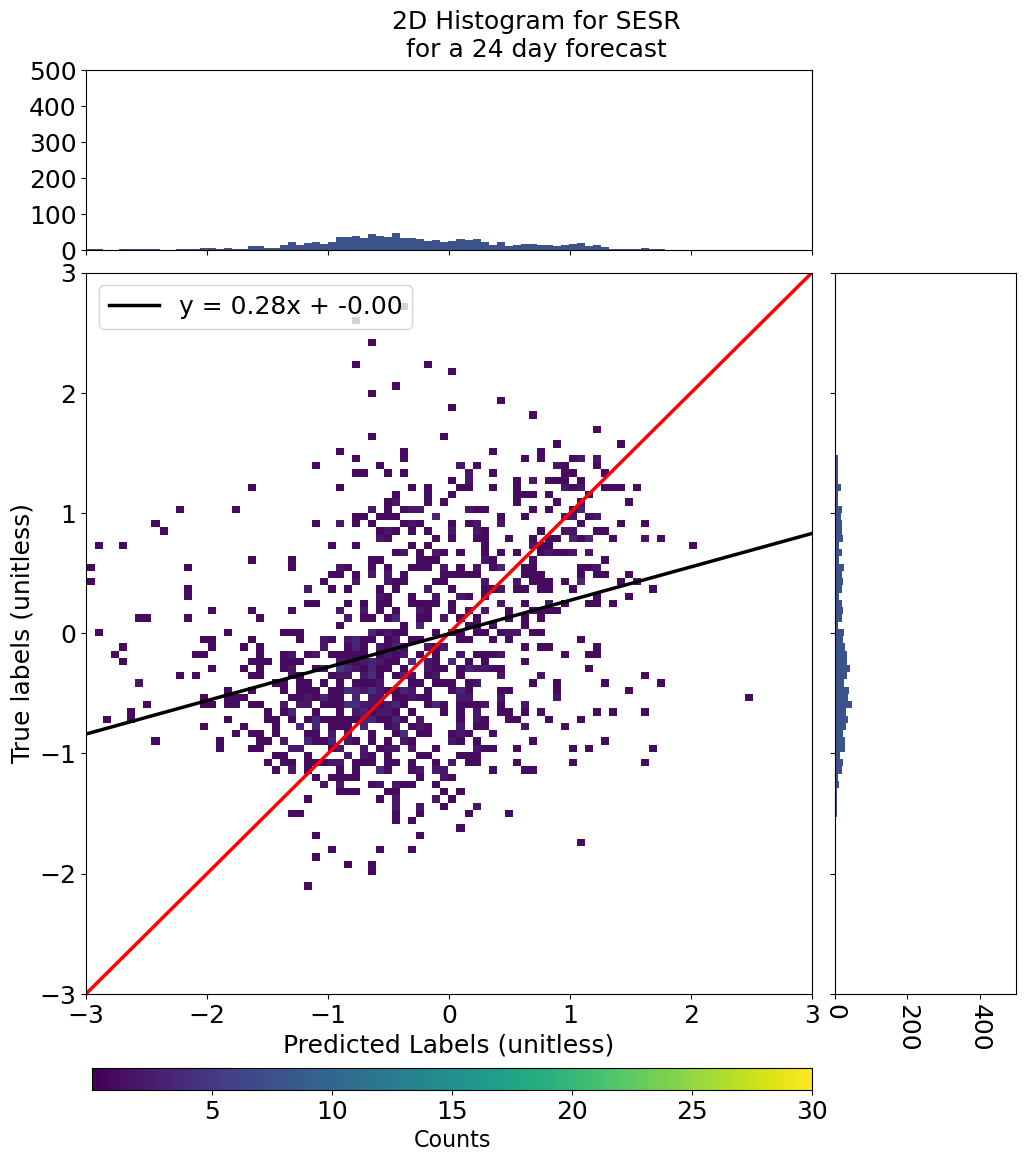 2D Histogram for SESR
for a 24 day forecast
500
400
300
200
100
0
3
2
1
0
−1
−2
−3
True labels (unitless)
y = 0.28x + -0.00
−3 −2 −1 0 1 2 3
Predicted Labels (unitless)
0 200 400
5 10 15 20 25 30
Counts